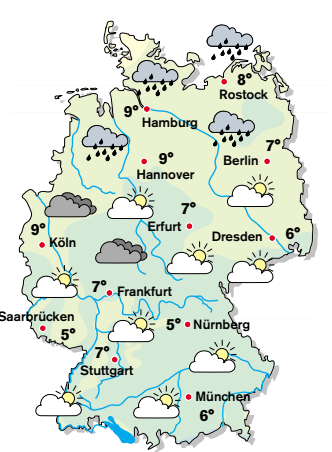 8°
Rostock
9°
Hamburg
9°
Hannover
7°
Berlin
7°
Erfurt
9°
Köln
Dresden 6°
7° Frankfurt
Saarbrücken
5°
5° Nürnberg
7°
Stuttgart
München
6°